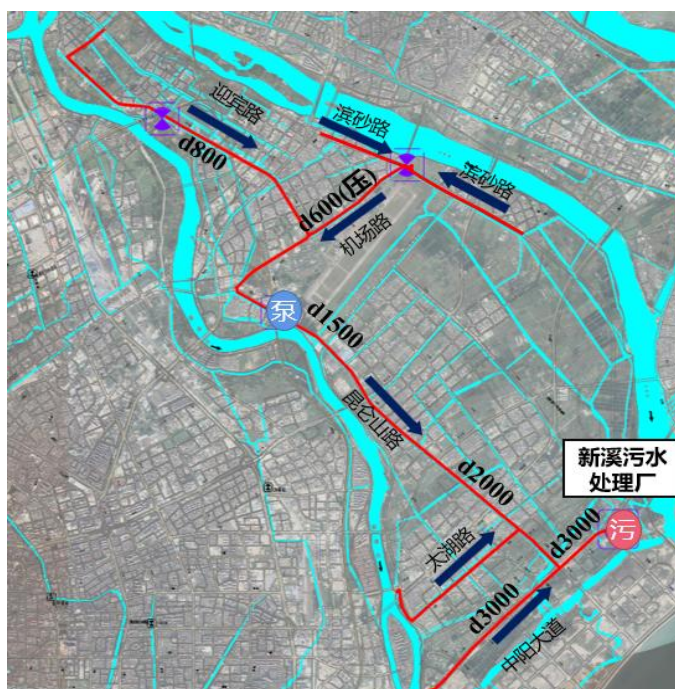 迎宾路
滨砂路
d800
d600(压)
滨砂路
机场路
泵
d1500
昆仑山路
新溪污水
处理厂
d2000
污
d3000
太湖路
d3000
中阳大道